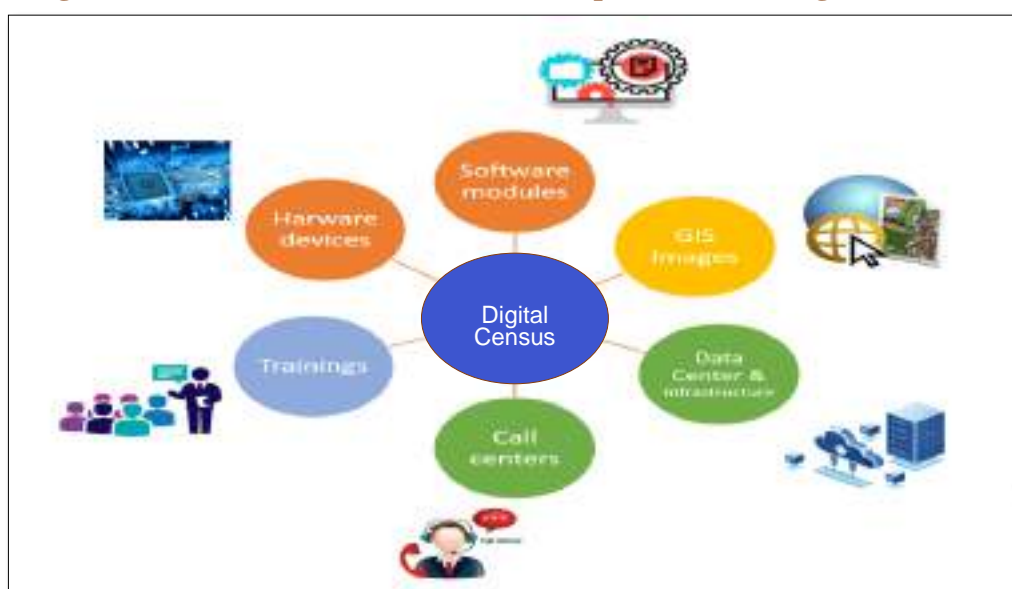 Software
modules
Harware
devices
GIS
Images
Digital
Census
Trainings
Data
Center &
Infrastructure
Call
centers